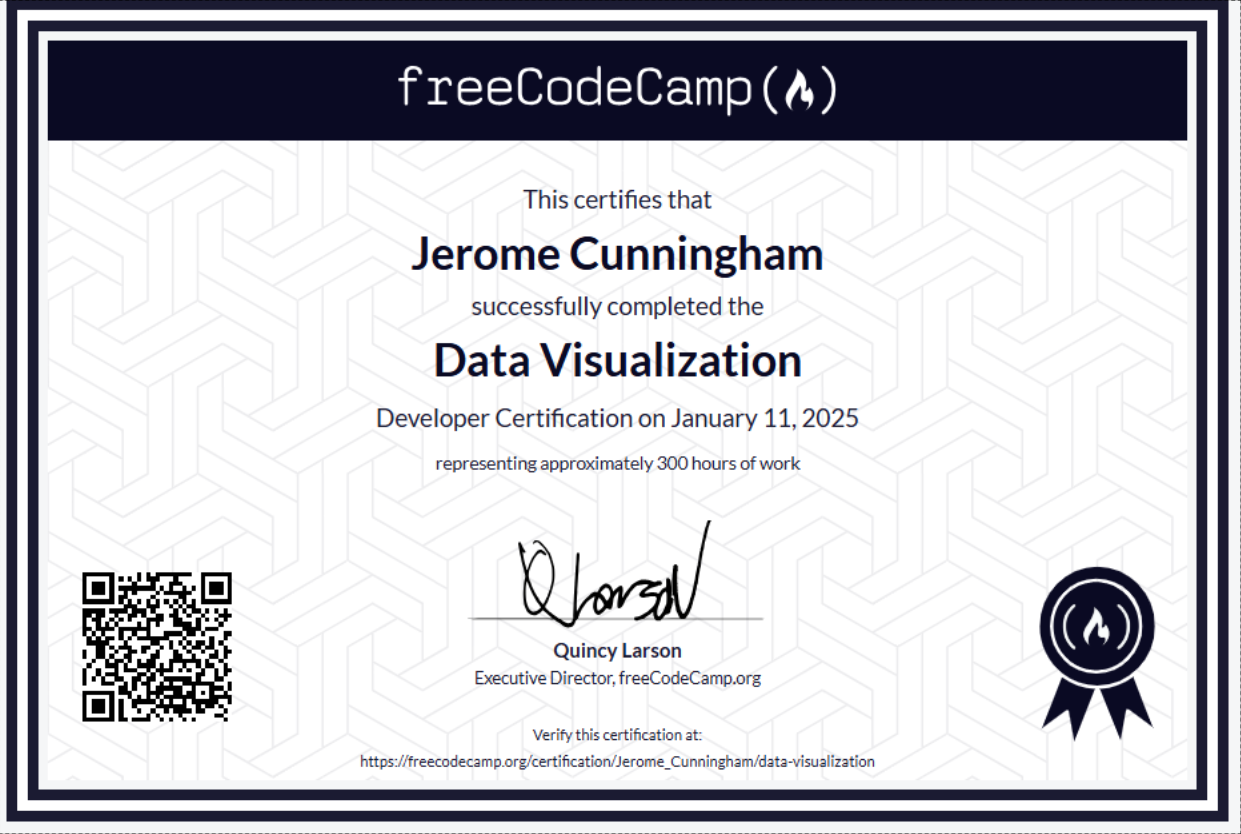 freeCodeCamp
This certifies that
Jerome Cunningham
successfully completed the
Data Visualization
Developer Certification on January 11, 2025
representing approximately 300 hours of work
QLarson
Quincy Larson
Executive Director, freeCodeCamp.org
Verify this certification at:
https://freecodecamp.org/certification/Jerome_Cunningham/data-visualization